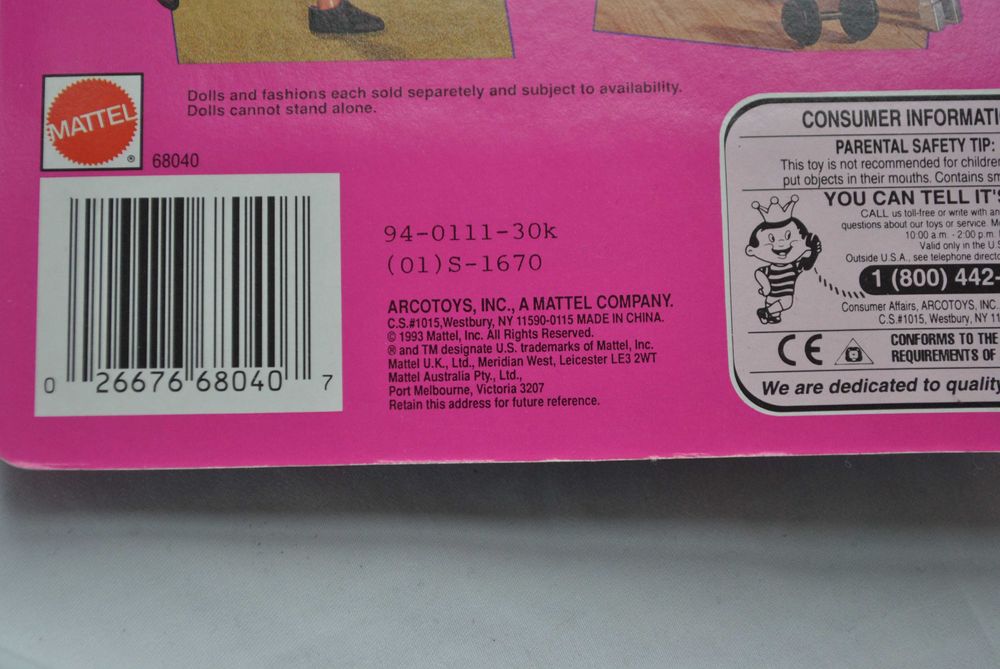 Dolls and fashions each sold separetely and subject to availability.
Dolls cannot stand alone.
MATTEL
®
68040
0 26676 68040 7
94-0111-30k
(01)S-1670
ARCOTOYS, INC., A MATTEL COMPANY.
C.S.#1015,Westbury, NY 11590-0115 MADE IN CHINA.
© 1993 Mattel, Inc. All Rights Reserved.
® and TM designate U.S. trademarks of Mattel, Inc.
Mattel U.K., Ltd., Meridian West, Leicester LE3 2WT
Mattel Australia Pty., Ltd.,
Port Melbourne, Victoria 3207
Retain this address for future reference.
CONSUMER INFORMATI
PARENTAL SAFETY TIP:
This toy is not recommended for children
put objects in their mouths. Contains sm
YOU CAN TELL IT'S
CALL us toll-free or write with an
questions about our toys or service. M
10:00 a.m. - 2:00 p.m.
Valid only in the U.S
Outside U.S.A., see telephone directo
1 (800) 442-
Consumer Affairs, ARCOTOYS, INC.
C.S.#1015, Westbury, NY 11
CE
CONFORMS TO THE
REQUIREMENTS OF
We are dedicated to quality